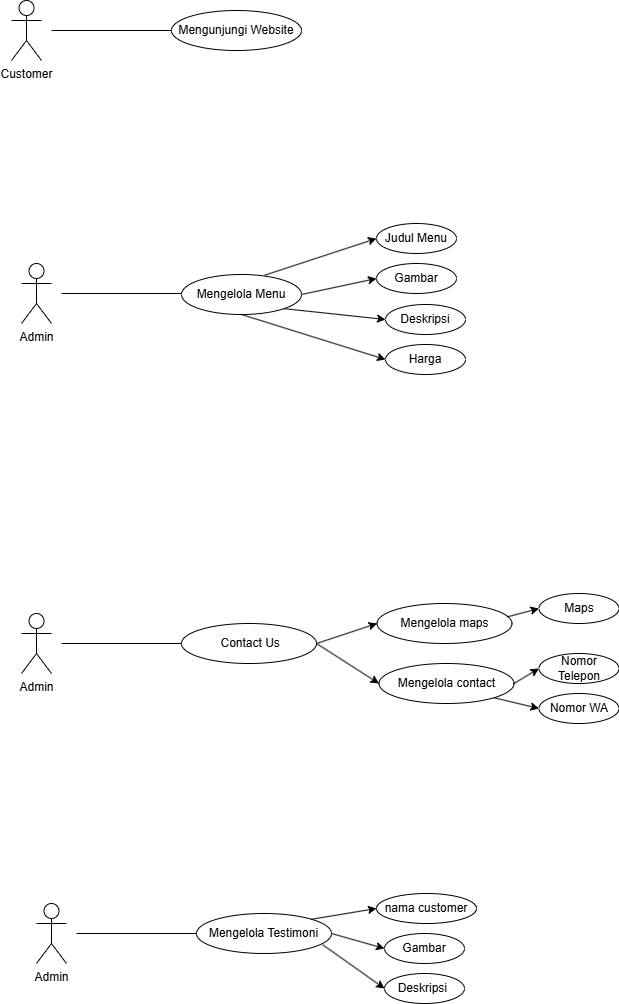 Mengunjungi Website
Customer
Judul Menu
Gambar
Mengelola Menu
Deskripsi
Admin
Harga
Maps
Mengelola maps
Contact Us
Nomor
Telepon
Mengelola contact
Admin
Nomor WA
nama customer
Mengelola Testimoni
Gambar
Admin
Deskripsi